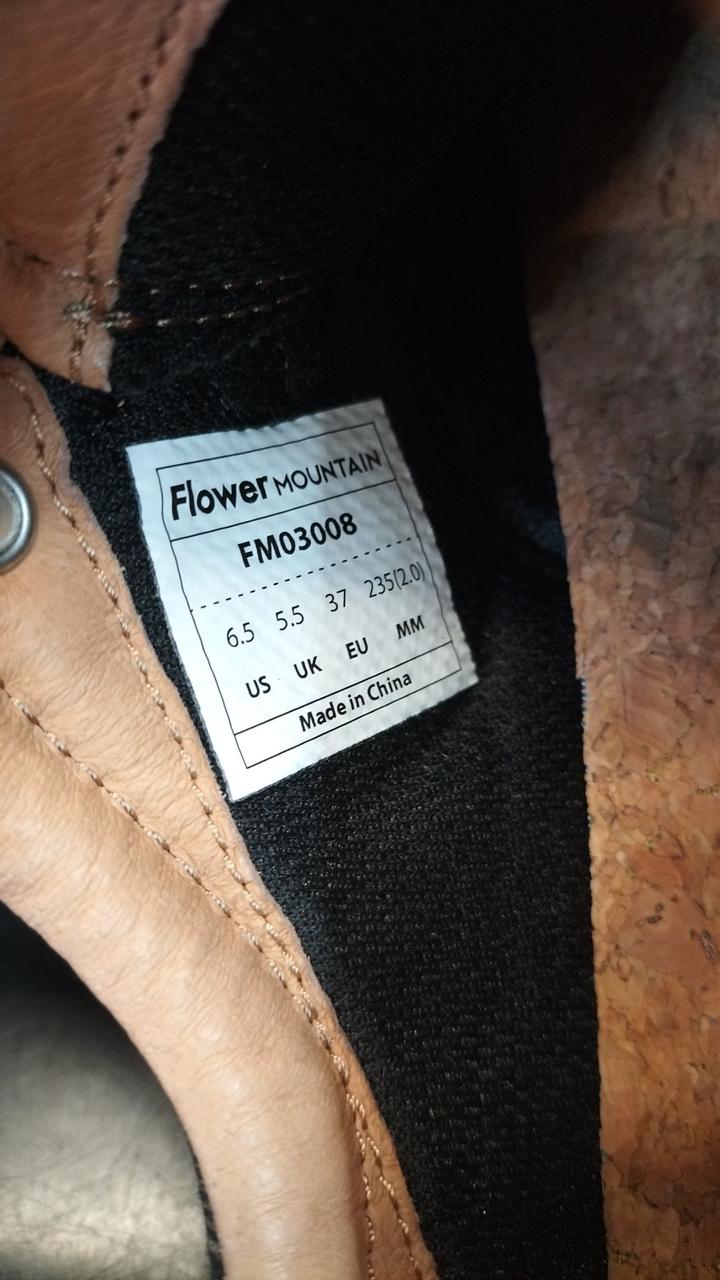 Flower MOUNTAIN
FM03008
6.5 5.5 37 235(2.0)
US UK EU MM
Made in China